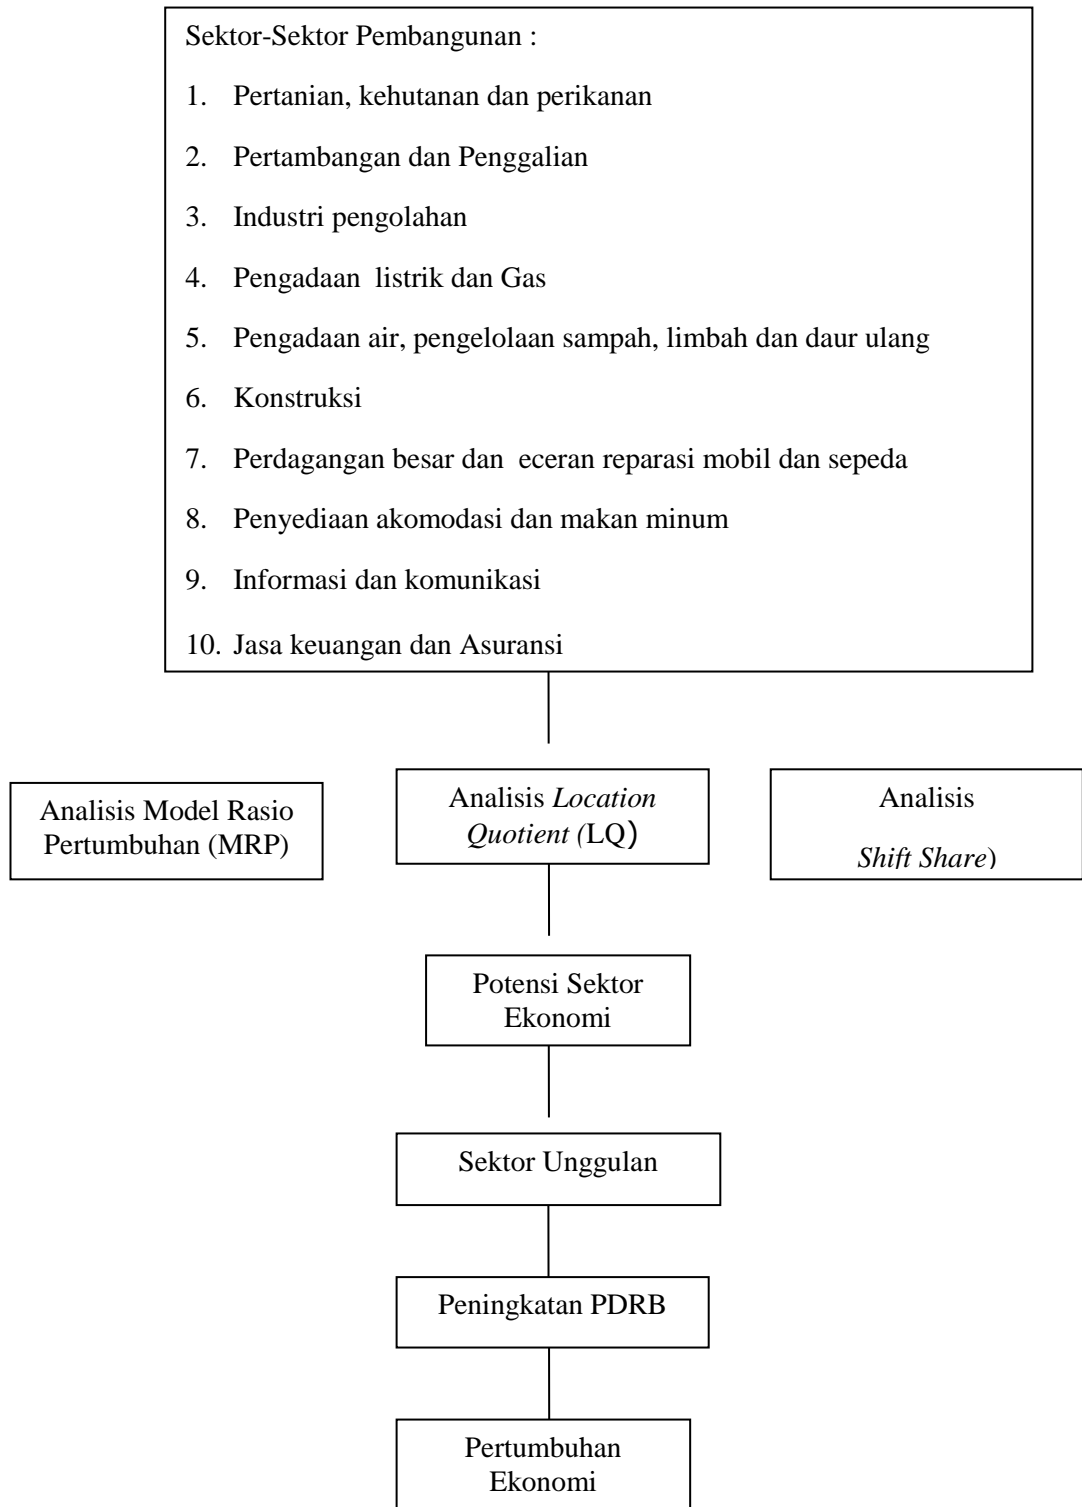 Sektor-Sektor Pembangunan :
1. Pertanian, kehutanan dan perikanan
2. Pertambangan dan Penggalian
3. Industri pengolahan
4. Pengadaan  listrik dan Gas
5. Pengadaan air, pengelolaan sampah, limbah dan daur ulang
6. Konstruksi
7. Perdagangan besar dan  eceran reparasi mobil dan sepeda
8. Penyediaan akomodasi dan makan minum
9. Informasi dan komunikasi
10. Jasa keuangan dan Asuransi
Analisis Model Rasio
Pertumbuhan (MRP)
Analisis Location
Quotient (LQ)
Analisis
Shift Share)
Potensi Sektor
Ekonomi
Sektor Unggulan
Peningkatan PDRB
Pertumbuhan
Ekonomi